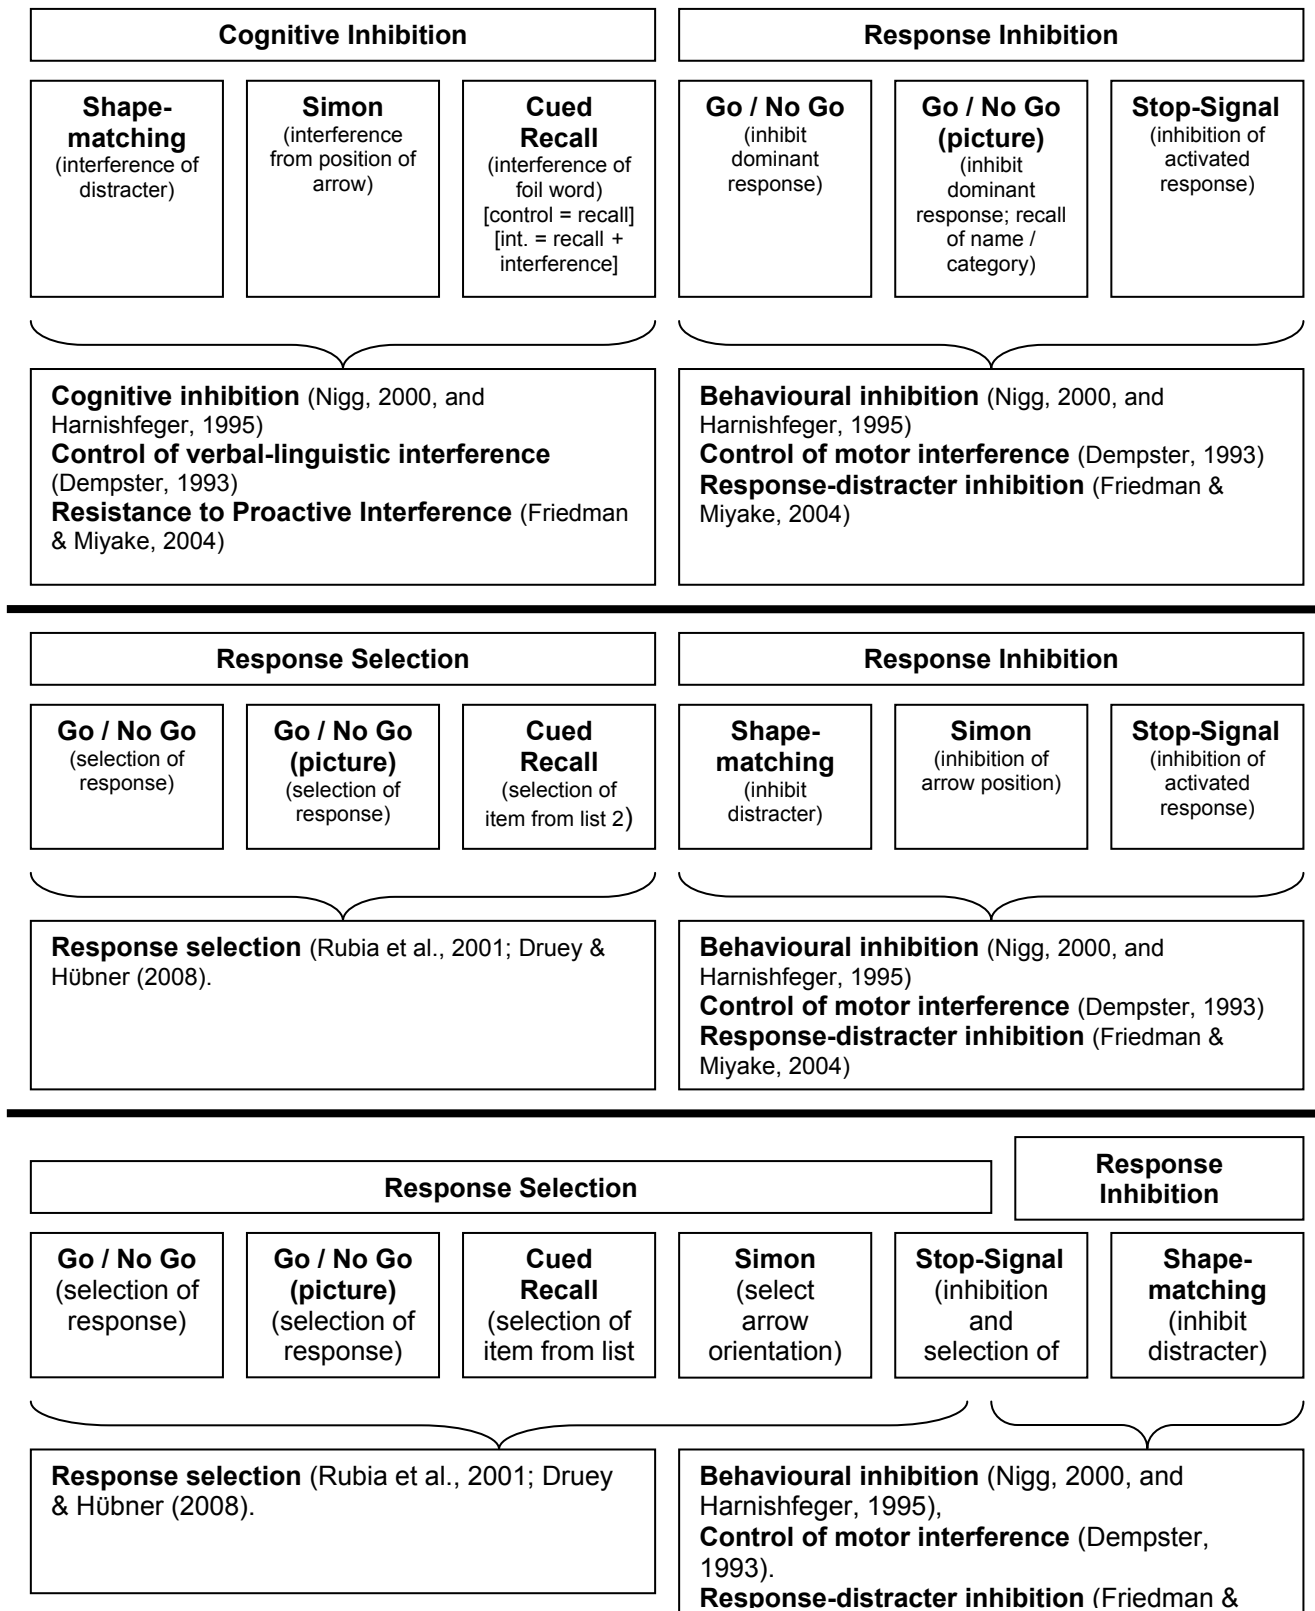 Cognitive Inhibition
Response Inhibition
Shape-
matching
(interference of
distracter)
Simon
(interference
from position of
arrow)
Cued
Recall
(interference of
foil word)
[control = recall]
[int. = recall +
interference]
Go / No Go
(inhibit
dominant
response)
Go / No Go
(picture)
(inhibit
dominant
response; recall
of name /
category)
Stop-Signal
(inhibition of
activated
response)
Cognitive inhibition (Nigg, 2000, and
Harnishfeger, 1995)
Control of verbal-linguistic interference
(Dempster, 1993)
Resistance to Proactive Interference (Friedman
& Miyake, 2004)
Behavioural inhibition (Nigg, 2000, and
Harnishfeger, 1995)
Control of motor interference (Dempster, 1993)
Response-distracter inhibition (Friedman &
Miyake, 2004)
Response Selection
Response Inhibition
Go / No Go
(selection of
response)
Go / No Go
(picture)
(selection of
response)
Cued
Recall
(selection of
item from list 2)
Shape-
matching
(inhibit
distracter)
Simon
(inhibition of
arrow position)
Stop-Signal
(inhibition of
activated
response)
Response selection (Rubia et al., 2001; Druey &
Hübner (2008).
Behavioural inhibition (Nigg, 2000, and
Harnishfeger, 1995)
Control of motor interference (Dempster, 1993)
Response-distracter inhibition (Friedman &
Miyake, 2004)
Response Selection
Response
Inhibition
Go / No Go
(selection of
response)
Go / No Go
(picture)
(selection of
response)
Cued
Recall
(selection of
item from list
Simon
(select
arrow
orientation)
Stop-Signal
(inhibition
and
selection of
Shape-
matching
(inhibit
distracter)
Response selection (Rubia et al., 2001; Druey
& Hübner (2008).
Behavioural inhibition (Nigg, 2000, and
Harnishfeger, 1995),
Control of motor interference (Dempster,
1993).
Response-distracter inhibition (Friedman &